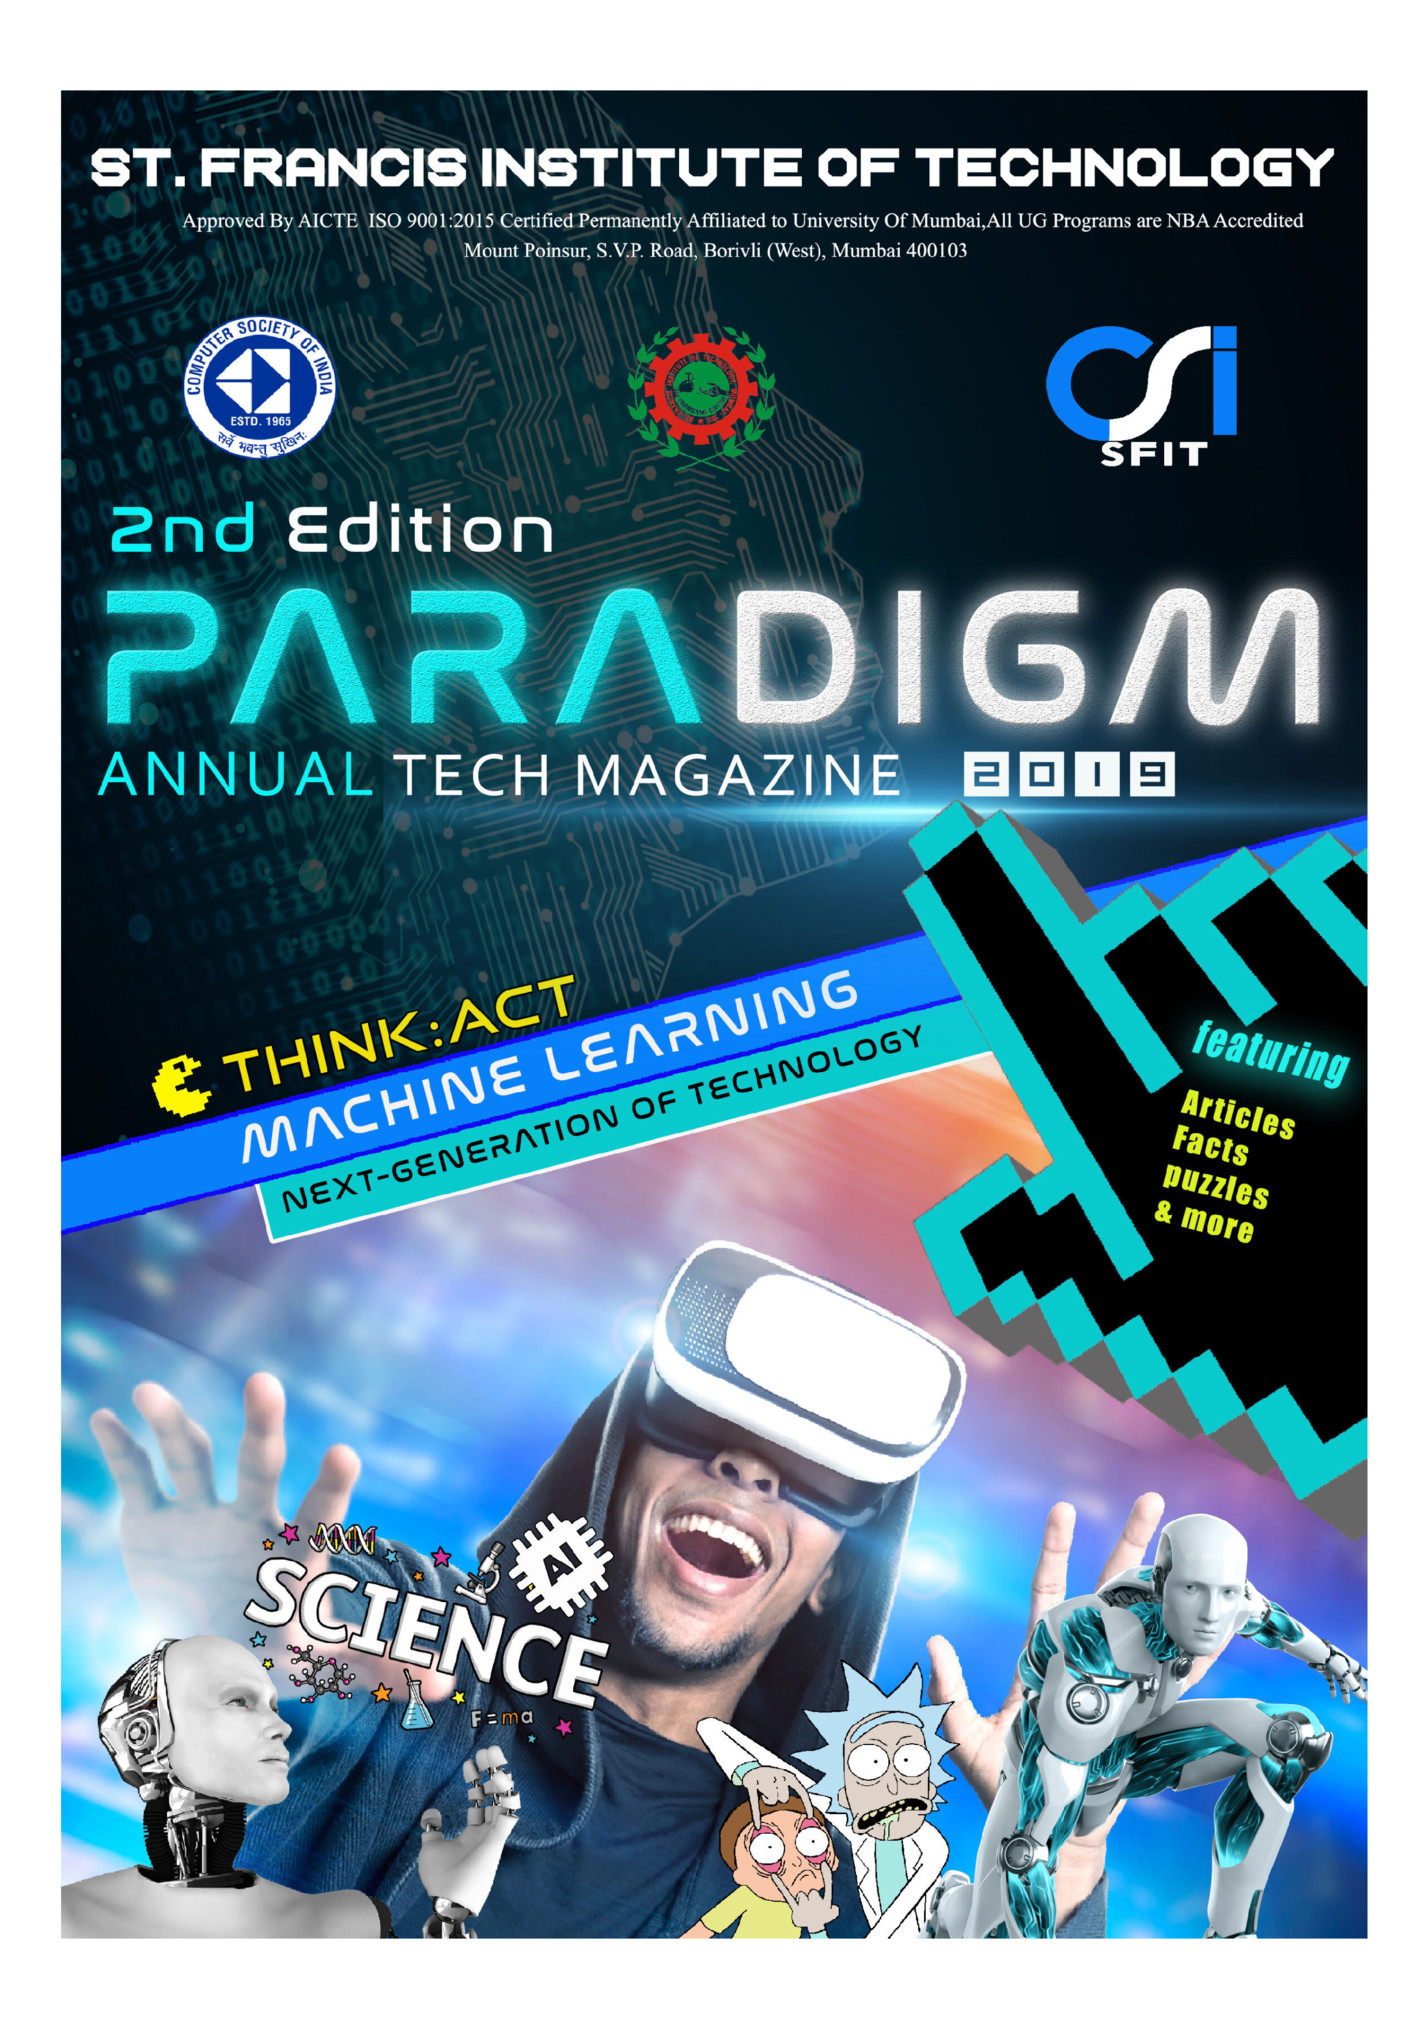 ST. FRANCIS INSTITUTE OF TECHNOLOGY
Approved By AICTE ISO 9001:2015 Certified Permanently Affiliated to University Of Mumbai,All UG Programs are NBA Accredited
Mount Poinsur, S.V.P. Road, Borivli (West), Mumbai 400103
COMPUTER SOCIETY OF INDIA
ESTD. 1965
सर्वे भवन्तु सुखिनः
CSi
SFIT
2nd Edition
PARADIGM
ANNUAL TECH MAGAZINE 2019
THINK:ACT
MACHINE LEARNING
NEXT-GENERATION OF TECHNOLOGY
featuring
Articles
Facts
puzzles
& more
AI
SCIENCE
F=ma